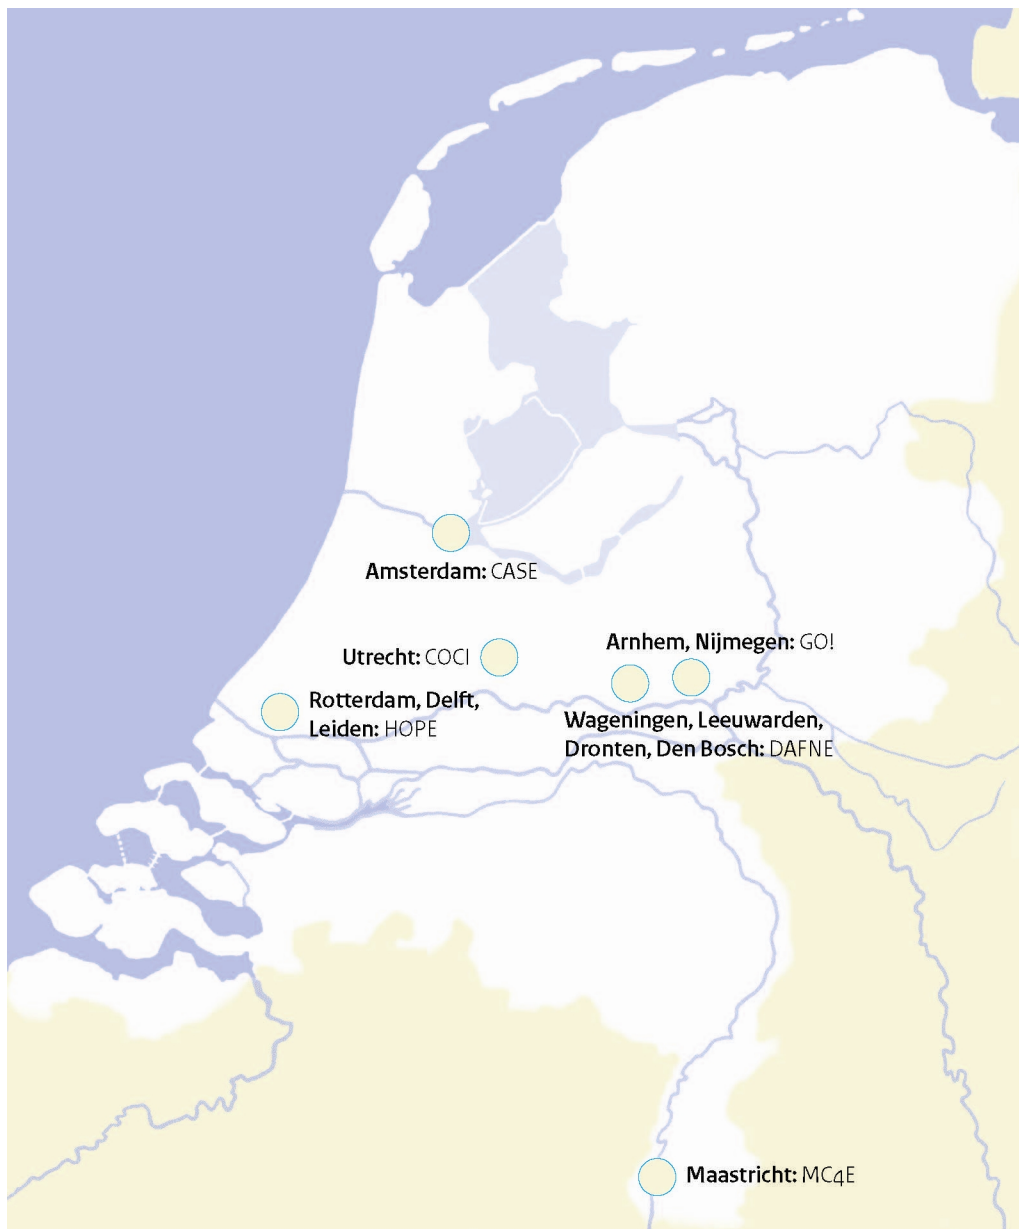 Amsterdam: CASE
Utrecht: COCI
Arnhem, Nijmegen: GO!
Rotterdam, Delft,
Leiden: HOPE
Wageningen, Leeuwarden,
Dronten, Den Bosch: DAFNE
Maastricht: MC4E